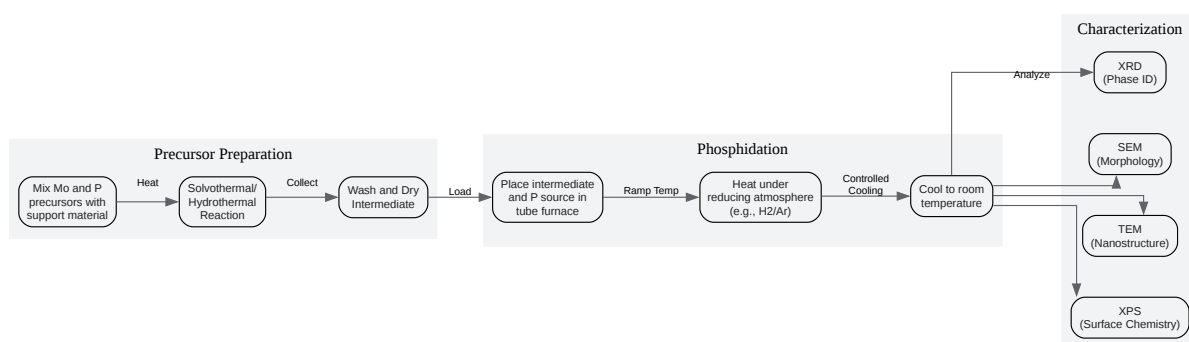 Precursor Preparation
Mix Mo and P
precursors with
support material
Heat
Solvothermal/
Hydrothermal
Reaction
Collect
Wash and Dry
Intermediate
Load
Phosphidation
Place intermediate
and P source in
tube furnace
Ramp Temp
Heat under
reducing atmosphere
(e.g., H2/Ar)
Controlled
Cooling
Cool to room
temperature
Analyze
Characterization
XRD
(Phase ID)
SEM
(Morphology)
TEM
(Nanostructure)
XPS
(Surface Chemistry)